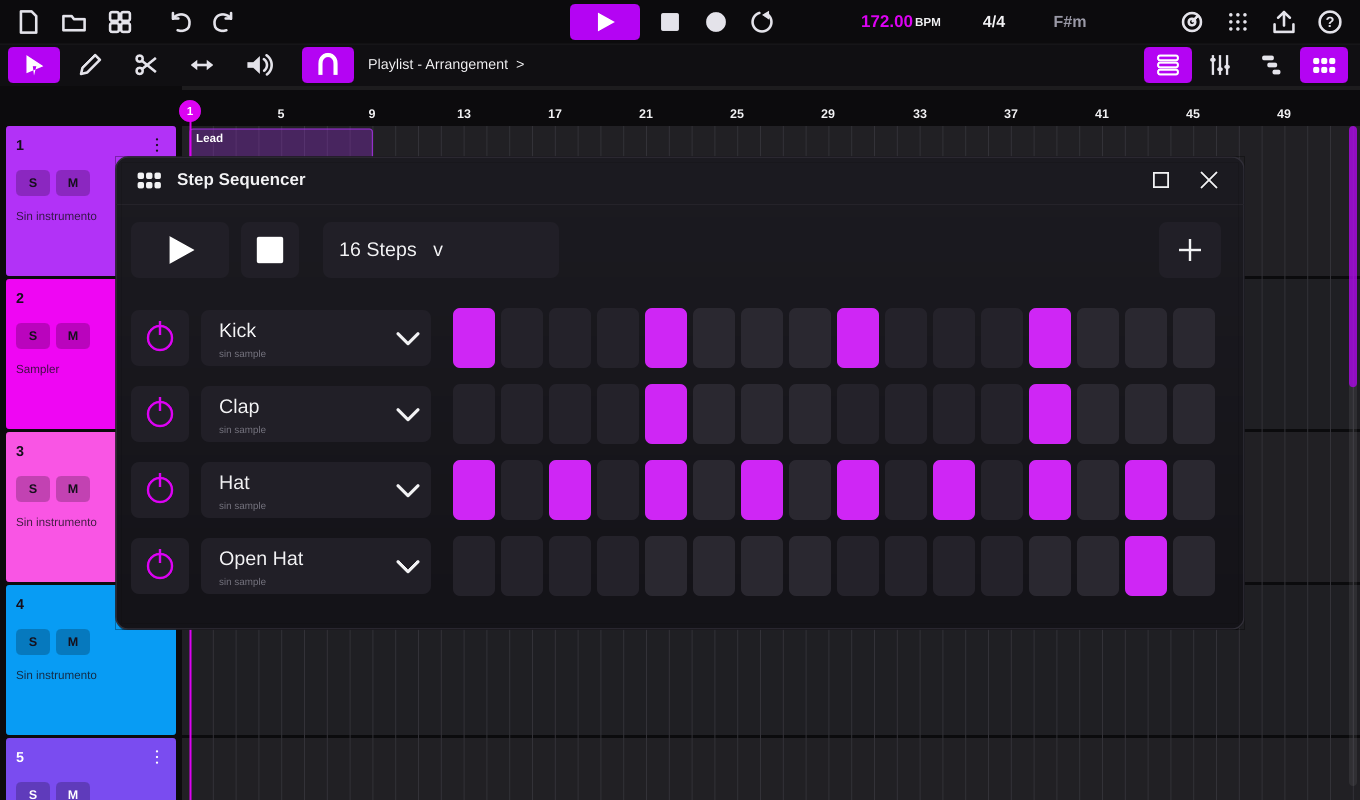 172.00 BPM 4/4 F#m ?
Playlist - Arrangement >
1 5 9 13 17 21 25 29 33 37 41 45 49
1
Lead
S M
Sin instrumento
Step Sequencer
16 Steps v
2
S M
Sampler
Kick
sin sample
Clap
sin sample
3
S M
Sin instrumento
Hat
sin sample
Open Hat
sin sample
4
S M
Sin instrumento
5
S M